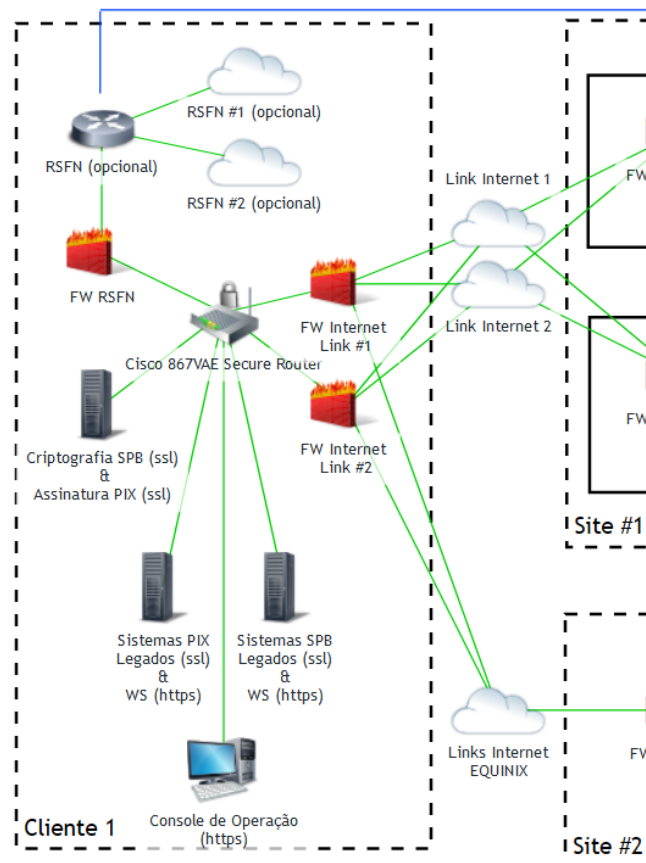 RSFN #1 (opcional)
RSFN (opcional)
RSFN #2 (opcional)
Link Internet 1
FW
FW RSFN
FW Internet
Link #1
Link Internet 2
Cisco 867VAE Secure Router
FW
Criptografia SPB (ssl)
&
Assinatura PIX (ssl)
FW Internet
Link #2
Site #1
Sistemas PIX
Legados (ssl)
&
WS (https)
Sistemas SPB
Legados (ssl)
&
WS (https)
Links Internet
EQUINIX
FW
Console de Operação
(https)
Cliente 1
Site #2